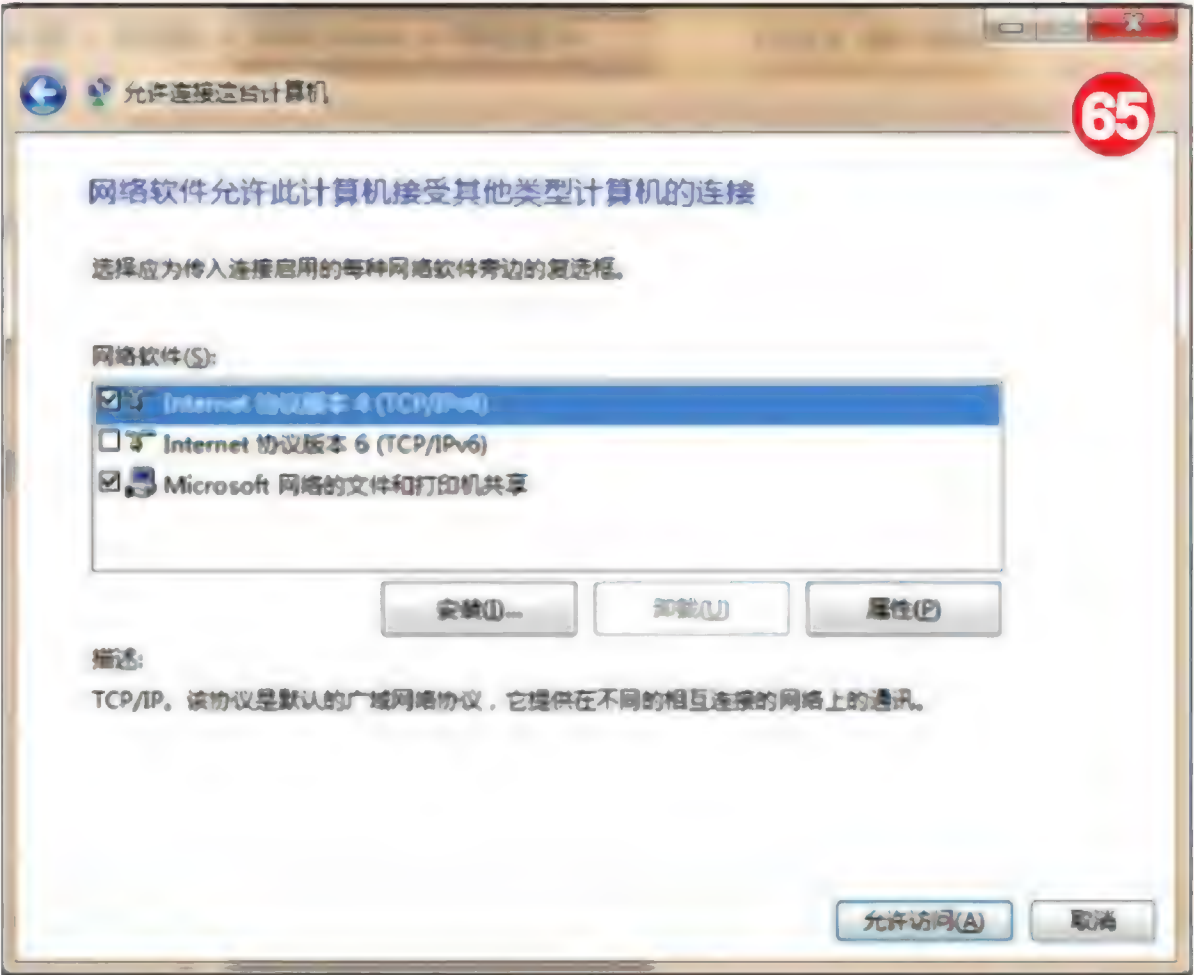 允许连接这台计算机
65
网络软件允许此计算机接受其他类型计算机的连接
选择应为传入连接启用的每种网络软件旁边的复选框。
网络软件(S):
Internet 协议版本 4 (TCP/IPv4)
Internet 协议版本 6 (TCP/IPv6)
Microsoft 网络的文件和打印机共享
安装(I)...
卸载(U)
属性(P)
描述:
TCP/IP。该协议是默认的广域网络协议，它提供在不同的相互连接的网络上的通讯。
允许访问(A)
取消